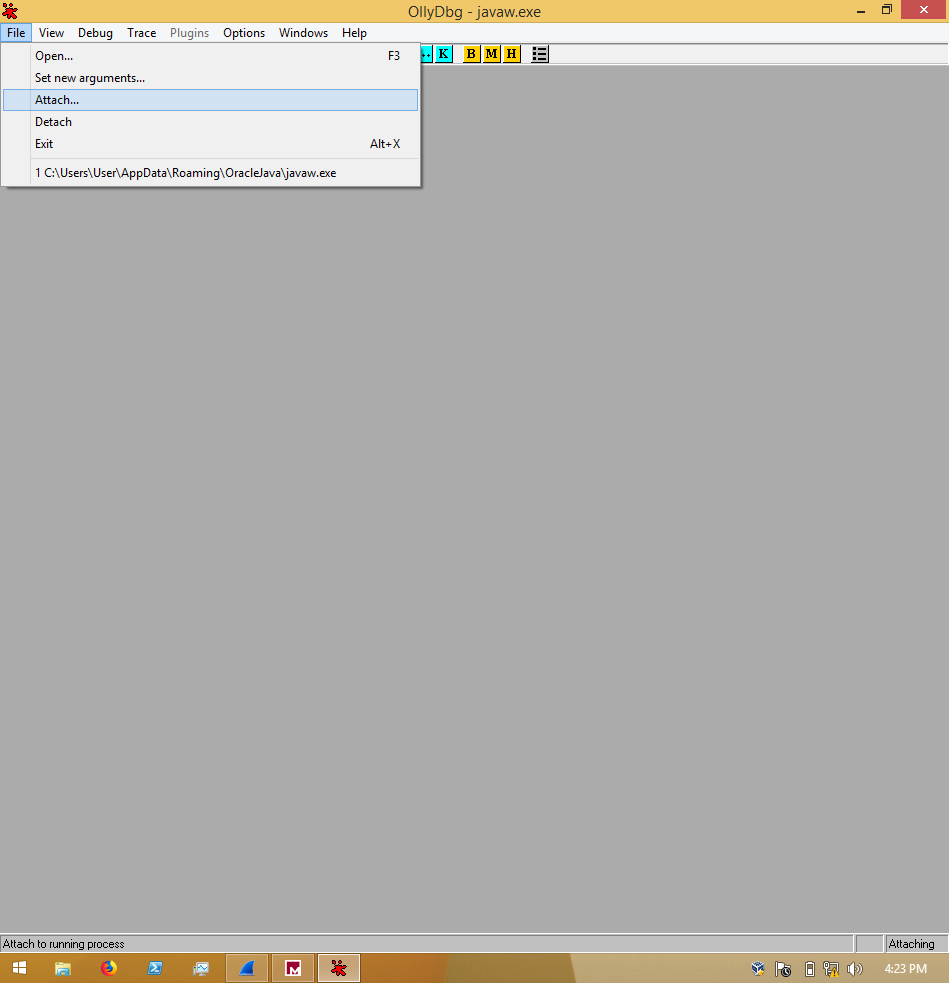 OllyDbg - javaw.exe
File View Debug Trace Plugins Options Windows Help
K B M H
Open... F3
Set new arguments...
Attach...
Detach
Exit Alt+X
1 C:\Users\User\AppData\Roaming\OracleJava\javaw.exe
Attach to running process Attaching
M
4:23 PM